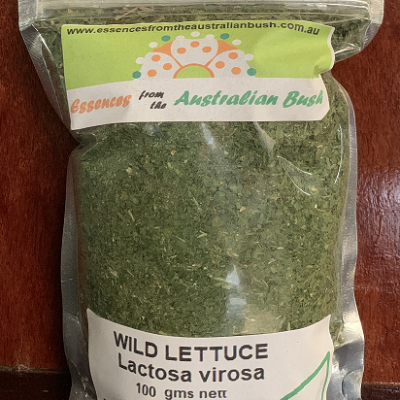 www.essencesfromtheaustralianbush.com.au
Essences from the Australian Bush
WILD LETTUCE
Lactosa virosa
100 gms nett